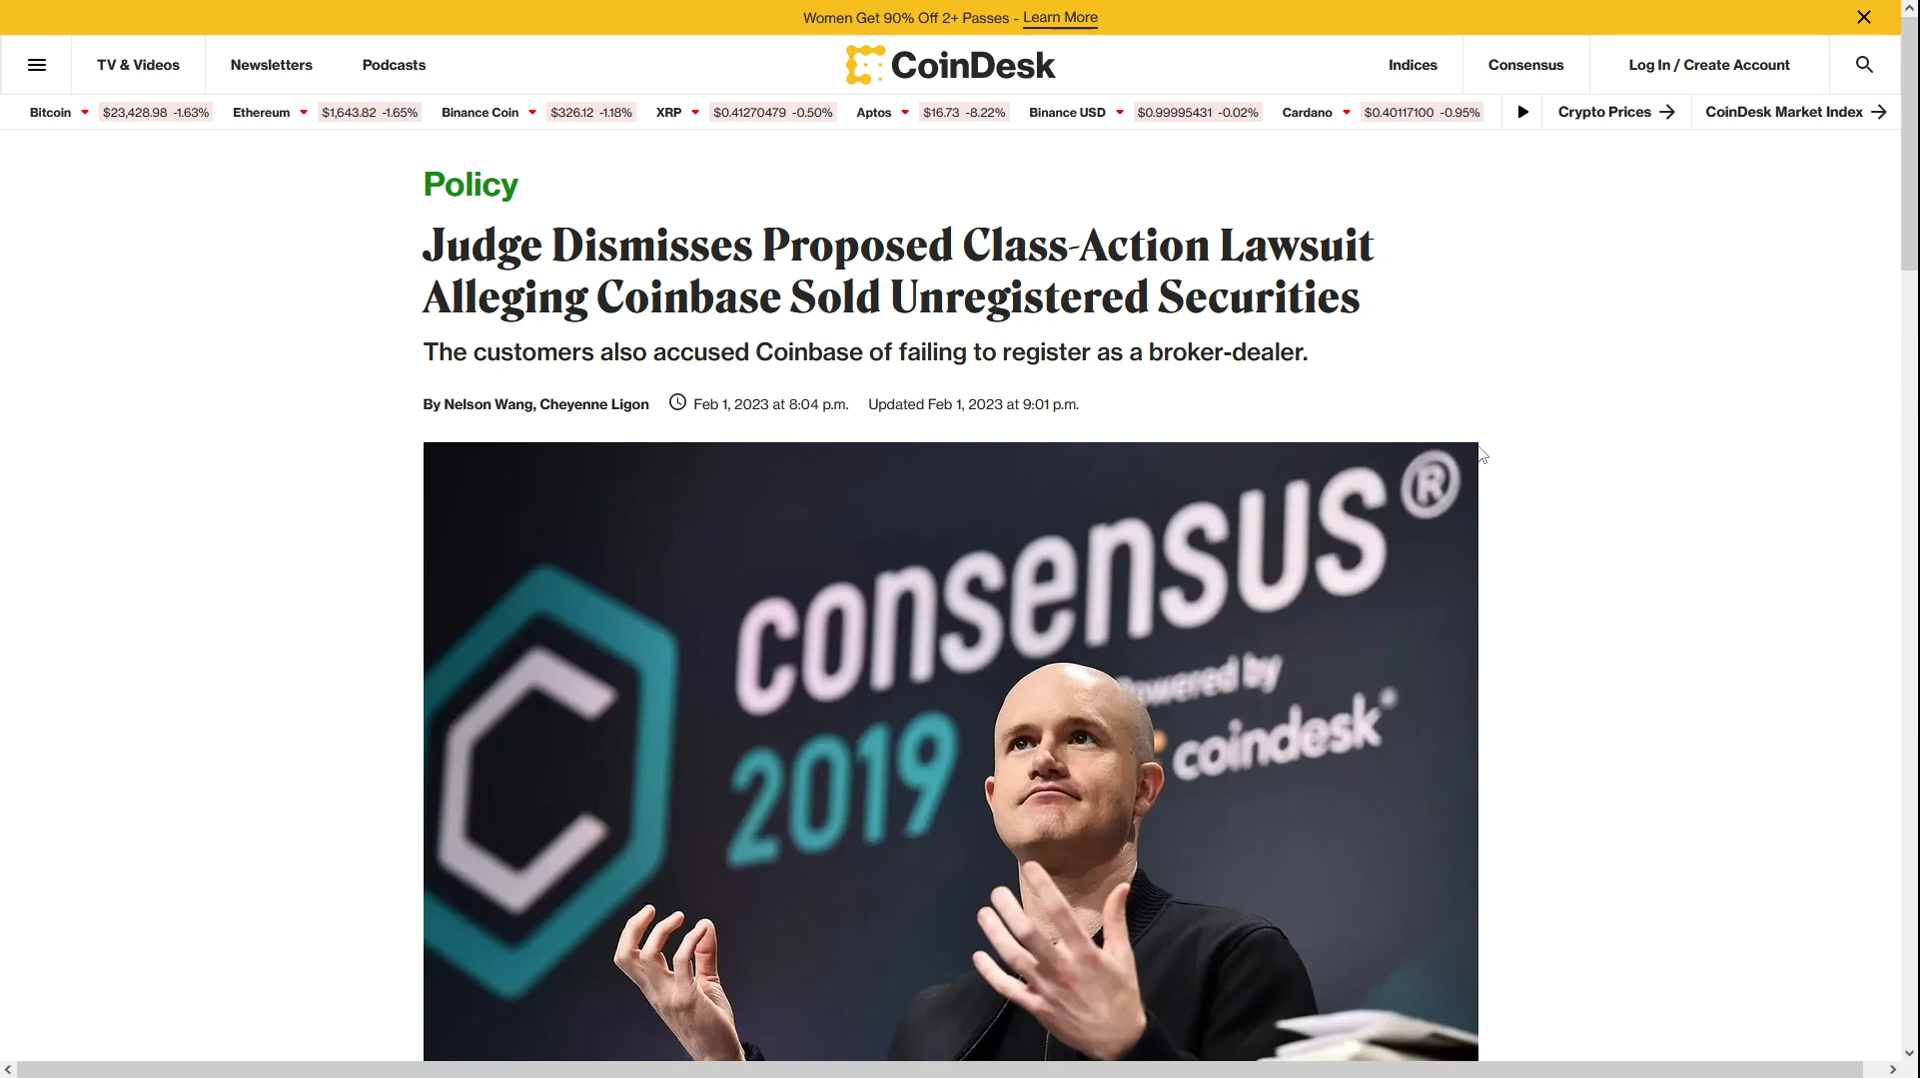 Women Get 90% Off 2+ Passes - Learn More
TV & Videos
Newsletters
Podcasts
CoinDesk
Indices
Consensus
Log In / Create Account
Bitcoin $23,428.98 -1.63% Ethereum $1,643.82 -1.65% Binance Coin $326.12 -1.18% XRP $0.41270479 -0.50% Aptos $16.73 -8.22% Binance USD $0.99995431 -0.02% Cardano $0.40117100 -0.95% Crypto Prices → CoinDesk Market Index →
Policy
Judge Dismisses Proposed Class-Action Lawsuit
Alleging Coinbase Sold Unregistered Securities
The customers also accused Coinbase of failing to register as a broker-dealer.
By Nelson Wang, Cheyenne Ligon Feb 1, 2023 at 8:04 p.m. Updated Feb 1, 2023 at 9:01 p.m.
consensus®
2019
powered by
coindesk